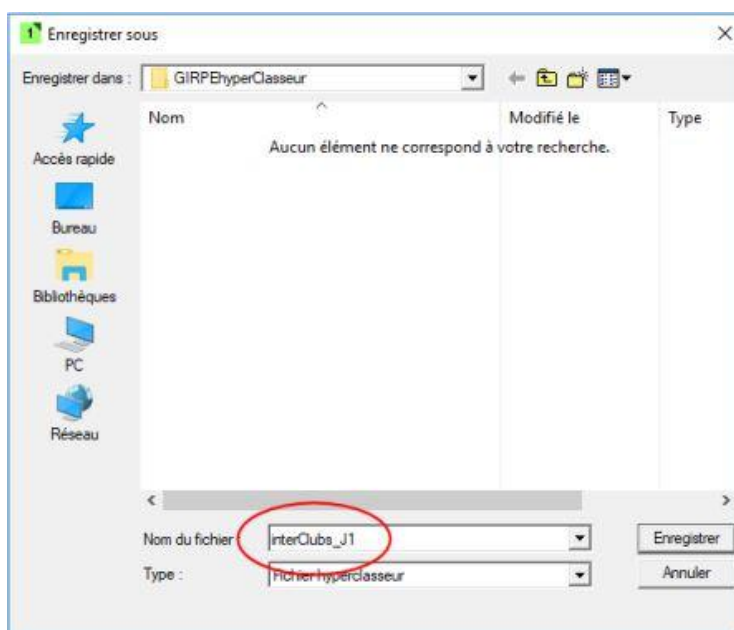 1 Enregistrer sous
Enregistrer dans : GIRPEhyperClasseur
Nom Modifié le Type
Aucun élément ne correspond à votre recherche.
Accès rapide
Bureau
Bibliothèques
PC
Réseau
Nom du fichier : interClubs_J1 Enregistrer
Type : Fichier hyperclasseur Annuler